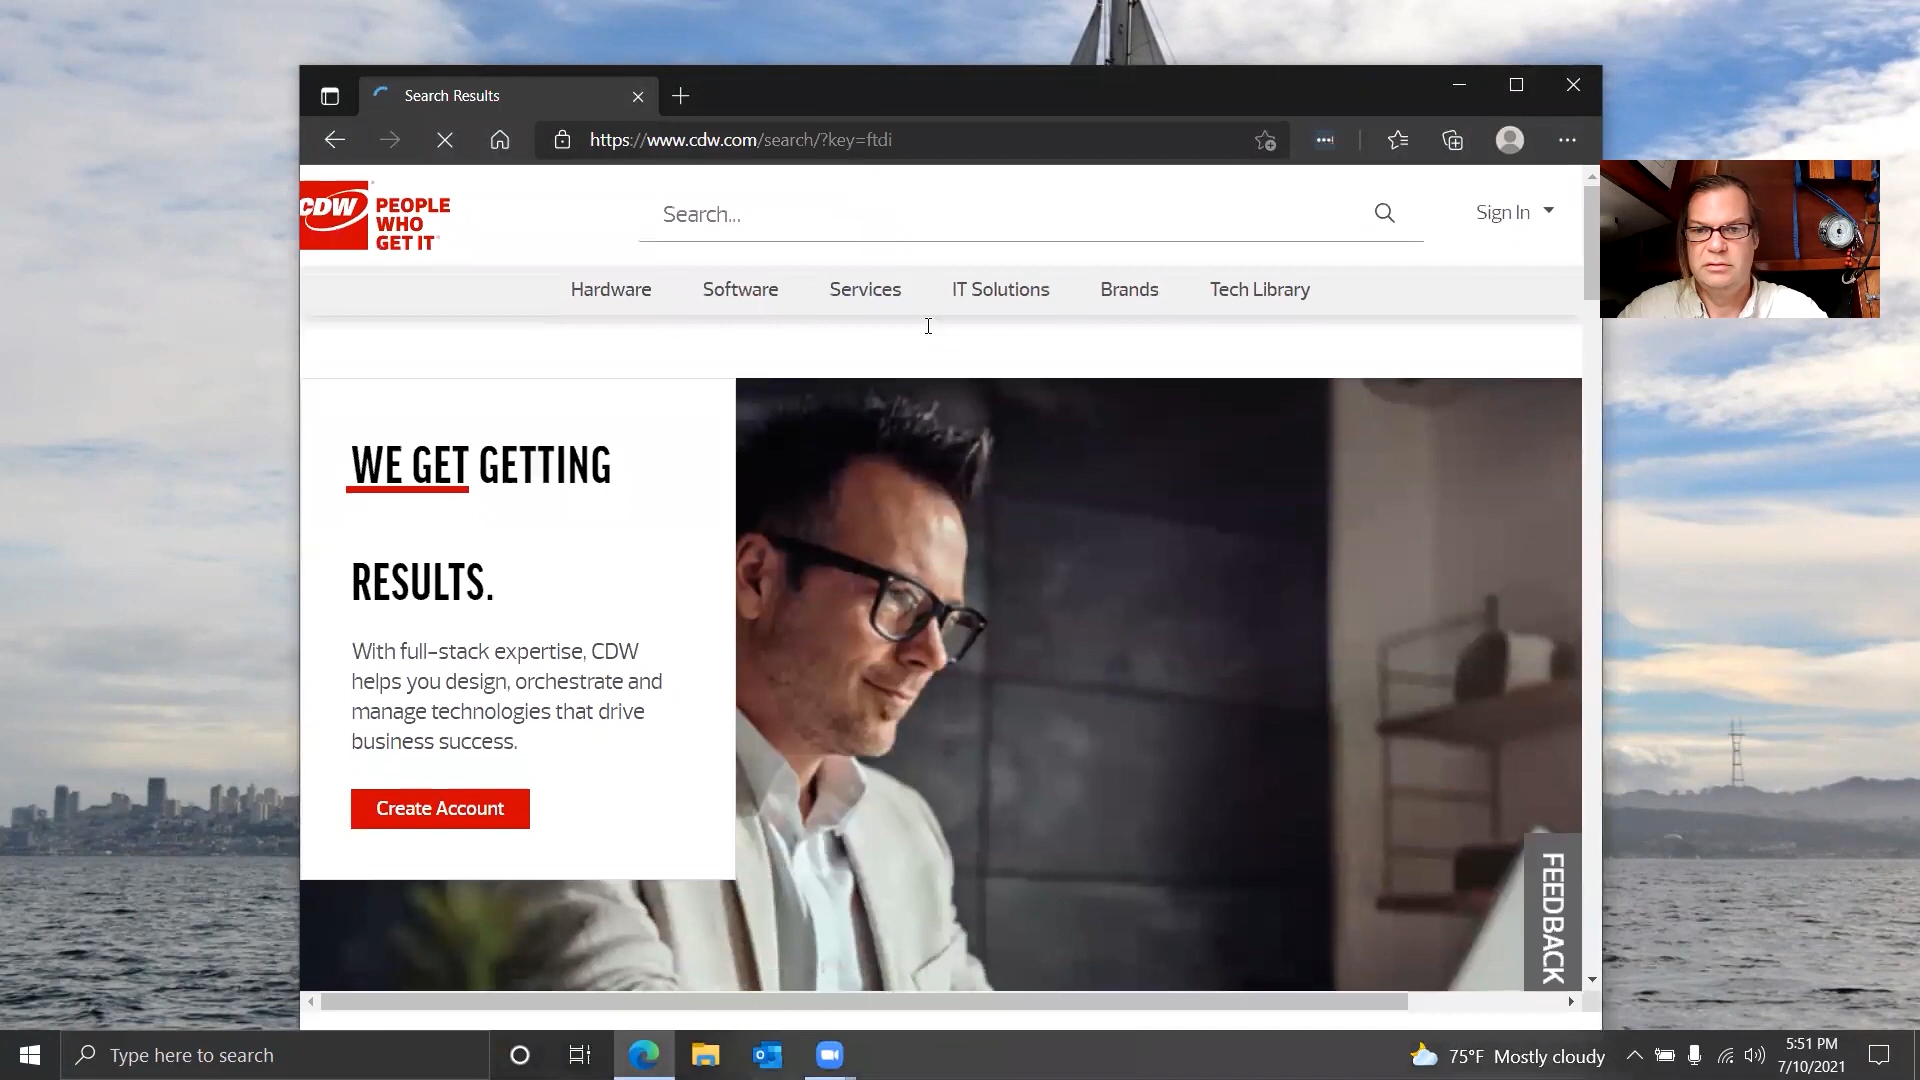 Search Results
https://www.cdw.com/search/?key=ftdi
CDW
PEOPLE
WHO
GET IT
Search...
Sign In
Hardware
Software
Services
IT Solutions
Brands
Tech Library
WE GET GETTING
RESULTS.
With full-stack expertise, CDW
helps you design, orchestrate and
manage technologies that drive
business success.
Create Account
FEEDBACK
Type here to search
75°F Mostly cloudy
5:51 PM
7/10/2021